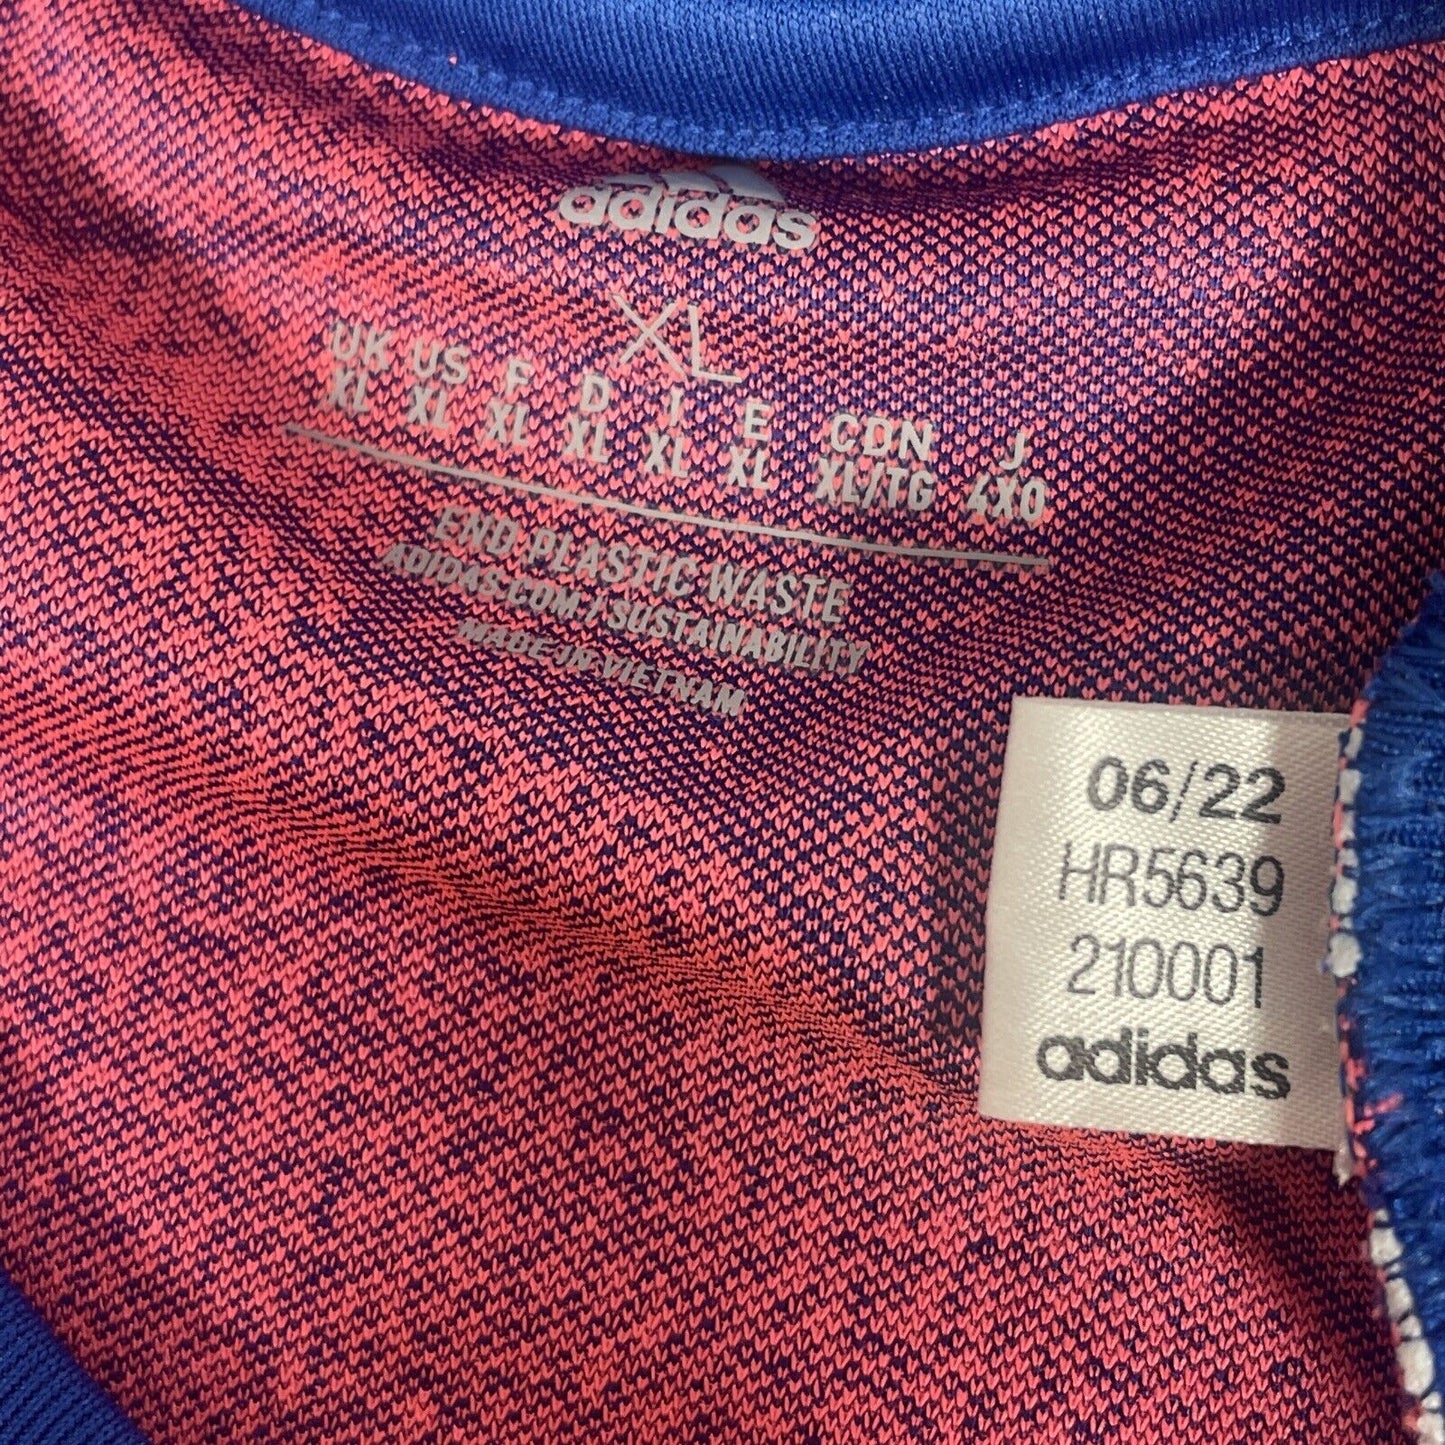 adidas
XL
UK US F D I E CDN J
XL XL XL XL XL XL XL/TG 4XO
END PLASTIC WASTE
ADIDAS.COM/SUSTAINABILITY
MADE IN VIETNAM
06/22
HR5639
210001
adidas